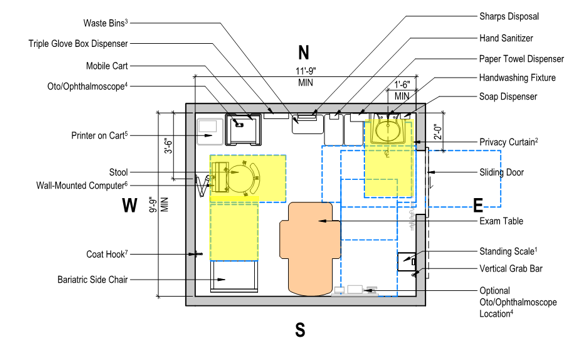 Waste Bins³
Triple Glove Box Dispenser
Mobile Cart
Oto/Ophthalmoscope⁴
Printer on Cart⁵
Stool
Wall-Mounted Computer⁶
Coat Hook⁷
Bariatric Side Chair
N
11'-9"
MIN
1'-6"
MIN
2'-0"
3'-6"
9'-9"
MIN
W
E
S
Sharps Disposal
Hand Sanitizer
Paper Towel Dispenser
Handwashing Fixture
Soap Dispenser
Privacy Curtain²
Sliding Door
Exam Table
Standing Scale¹
Vertical Grab Bar
Optional
Oto/Ophthalmoscope
Location⁴